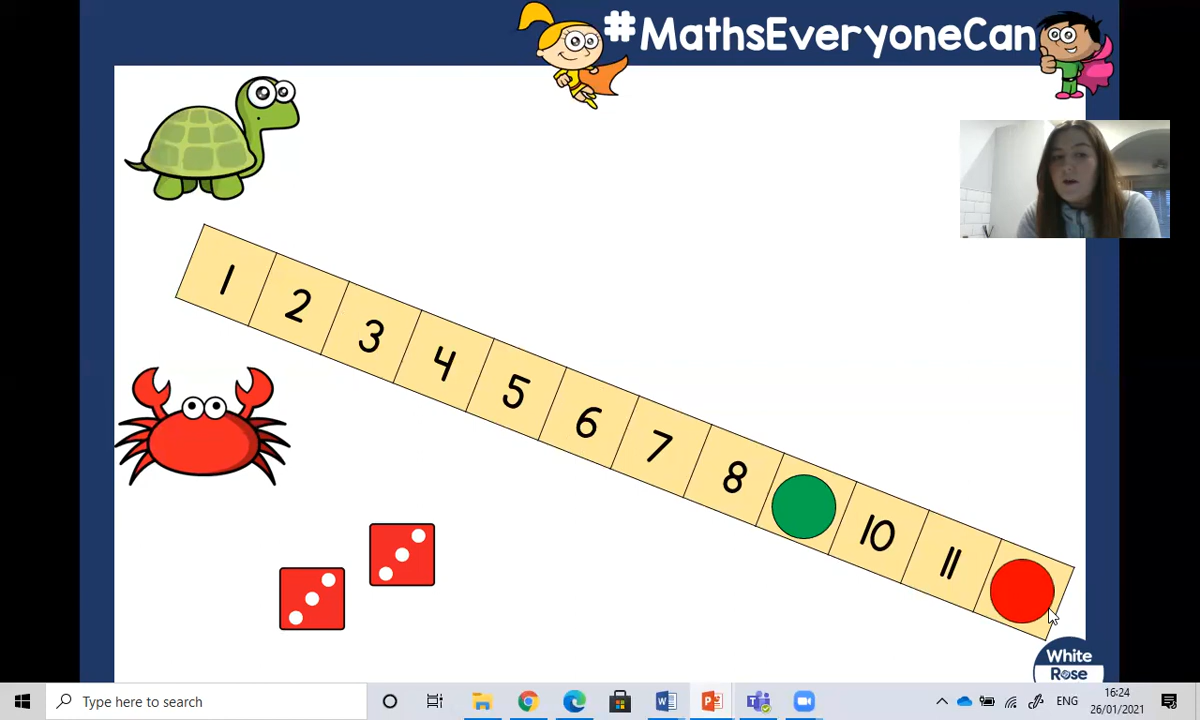 #MathsEveryoneCan
1 2 3 4 5 6 7 8 10 11
White
Rose
Type here to search
ENG
16:24
26/01/2021